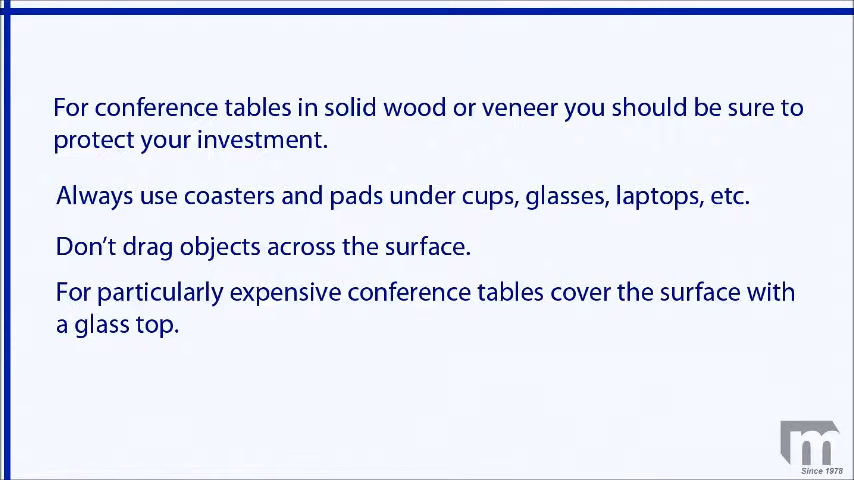 For conference tables in solid wood or veneer you should be sure to
protect your investment.
Always use coasters and pads under cups, glasses, laptops, etc.
Don't drag objects across the surface.
For particularly expensive conference tables cover the surface with
a glass top.
m
Since 1978